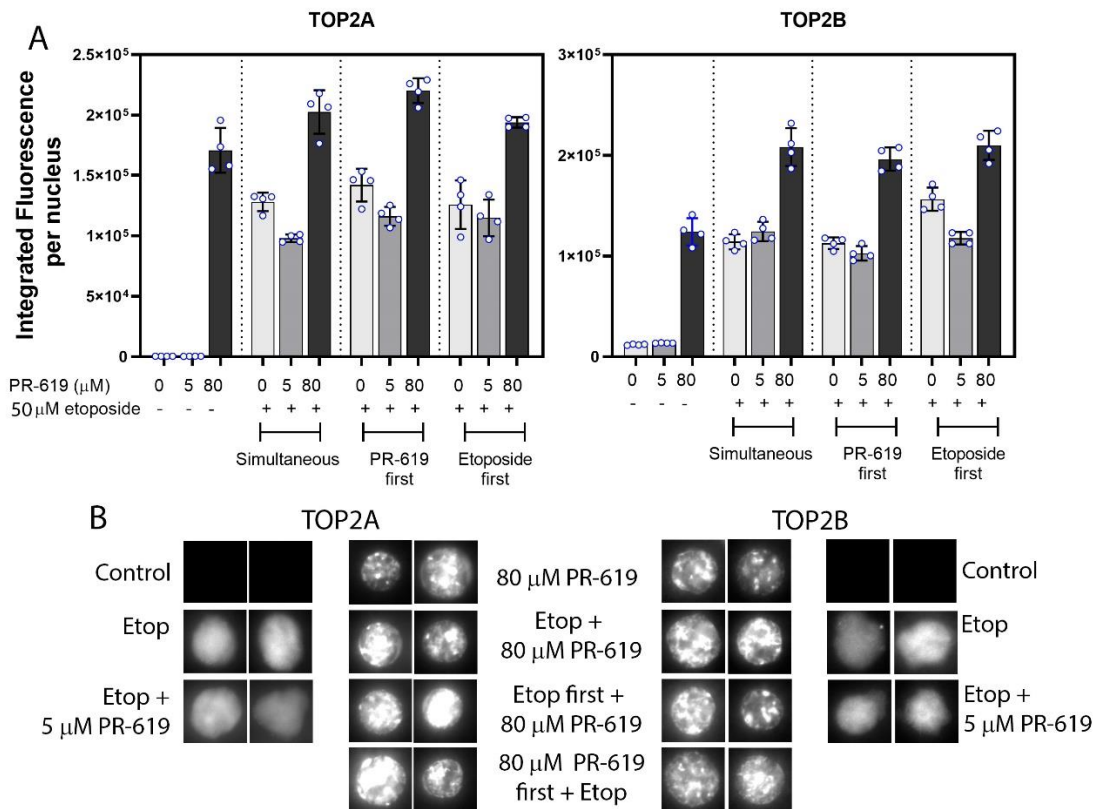 A
TOP2A
TOP2B
Integrated Fluorescence
per nucleus
2.5×10⁵
2×10⁵
1.5×10⁵
1×10⁵
5×10⁴
0
3×10⁵
2×10⁵
1×10⁵
0
PR-619 (μM) 0 5 80 0 5 80 0 5 80 0 5 80
0 5 80 0 5 80 0 5 80 0 5 80
50 μM etoposide - - - + + + + + + + + +
- - - + + + + + + + + +
Simultaneous
PR-619
first
Etoposide first
Simultaneous
PR-619
first
Etoposide
first
B
TOP2A
TOP2B
Control
80 μM PR-619
Control
Etop
Etop +
80 μM PR-619
Etop
Etop +
5 μM PR-619
Etop first +
80 μM PR-619
Etop +
5 μM PR-619
80 μM PR-619
first + Etop